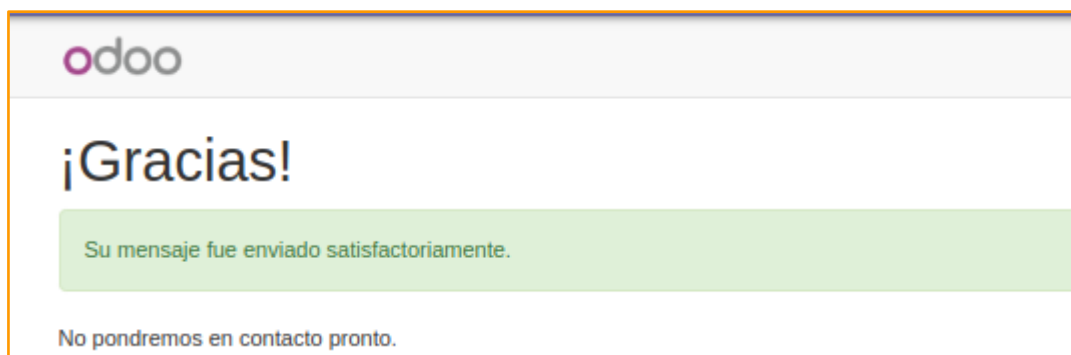 odoo
¡Gracias!
Su mensaje fue enviado satisfactoriamente.
No pondremos en contacto pronto.